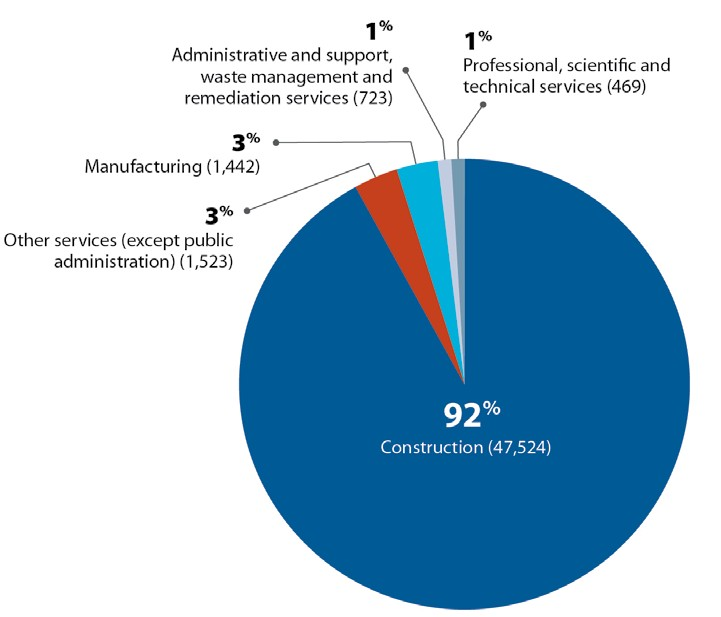 1%
Administrative and support,
waste management and
remediation services (723)
1%
Professional, scientific and
technical services (469)
3%
Manufacturing (1,442)
3%
Other services (except public
administration) (1,523)
92%
Construction (47,524)